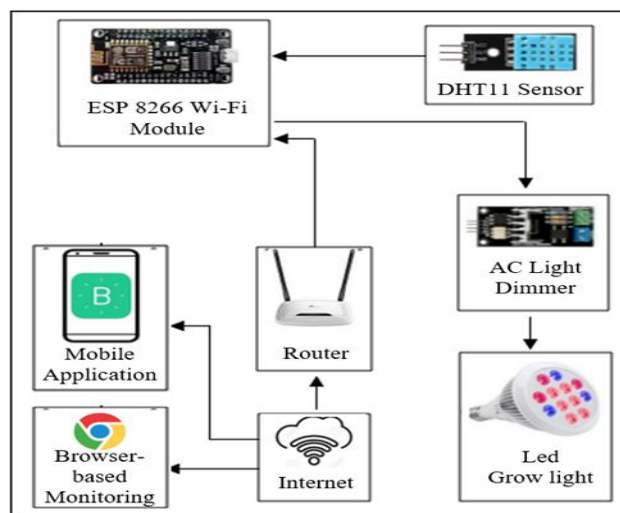 ESP 8266 Wi-Fi
Module
DHT11 Sensor
AC Light
Dimmer
B
Mobile
Application
Router
Led
Grow light
Browser-
based
Monitoring
Internet